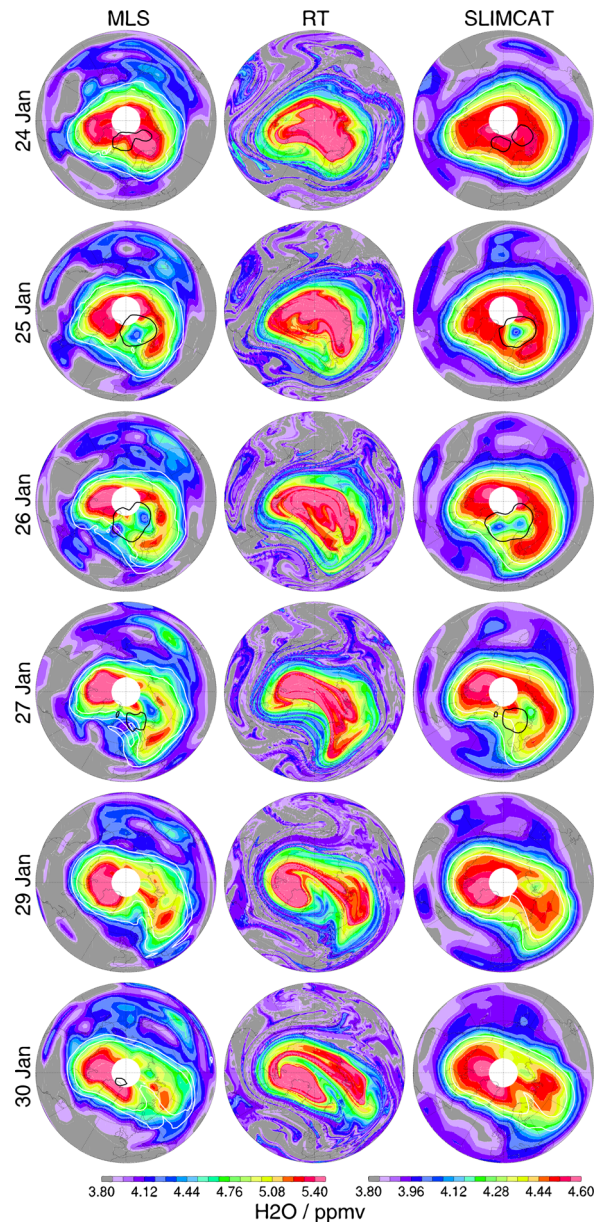 MLS RT SLIMCAT
24 Jan
25 Jan
26 Jan
27 Jan
29 Jan
30 Jan
3.80 4.12 4.44 4.76 5.08 5.40 3.80 3.96 4.12 4.28 4.44 4.60
H2O / ppmv